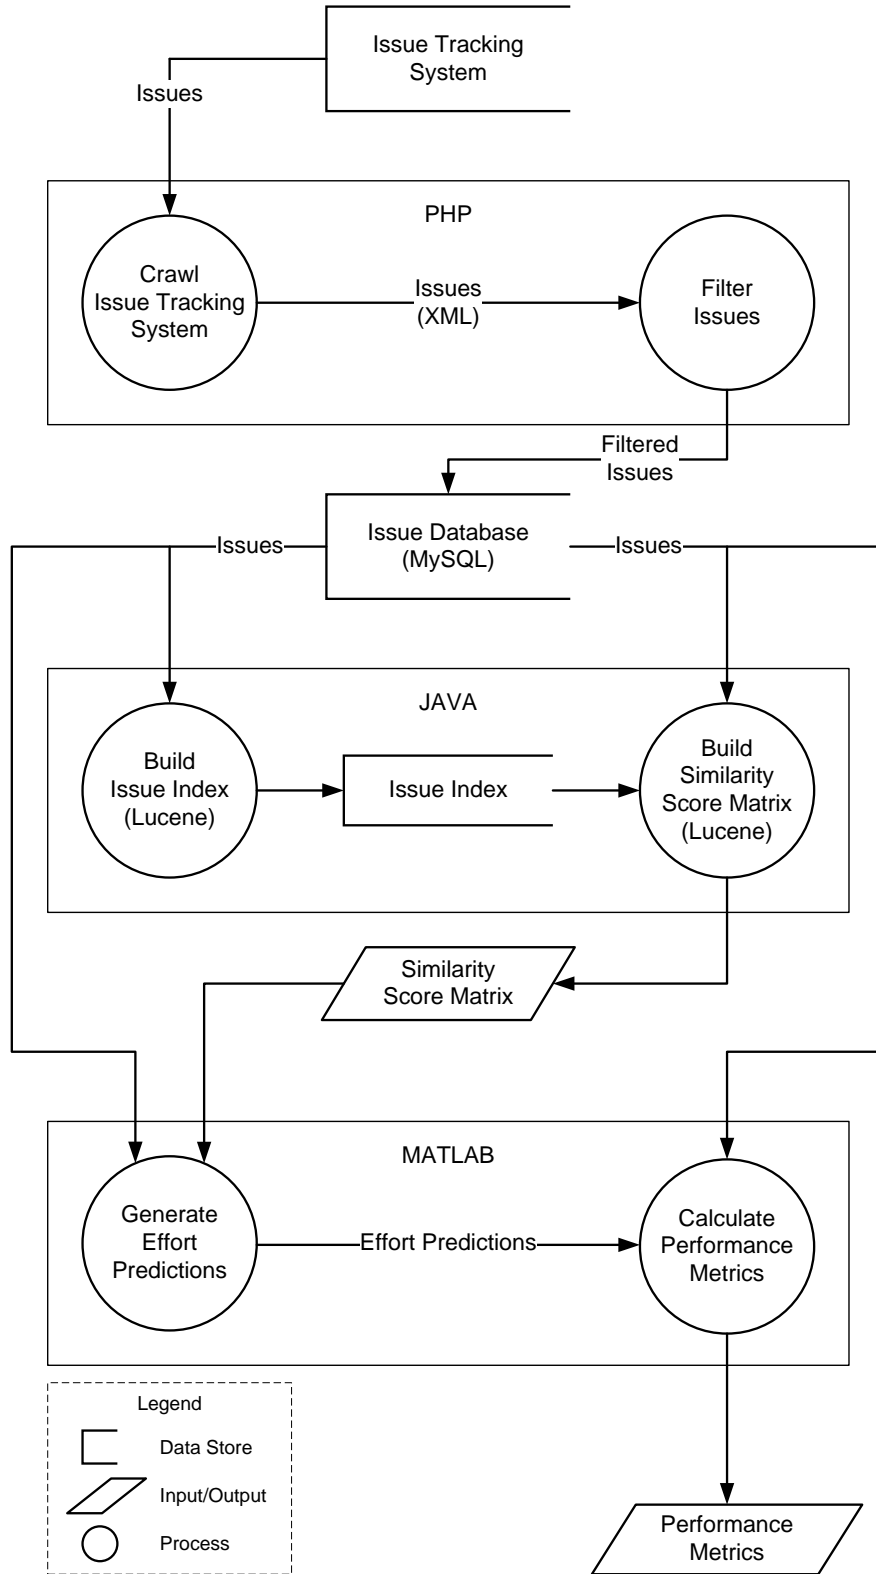 Issue Tracking
System
Issues
PHP
Crawl
Issue Tracking
System
Issues
(XML)
Filter
Issues
Filtered
Issues
Issues
Issue Database
(MySQL)
Issues
JAVA
Build
Issue Index
(Lucene)
Issue Index
Build
Similarity
Score Matrix
(Lucene)
Similarity
Score Matrix
MATLAB
Generate
Effort
Predictions
Effort Predictions
Calculate
Performance
Metrics
Legend
Data Store
Input/Output
Process
Performance
Metrics